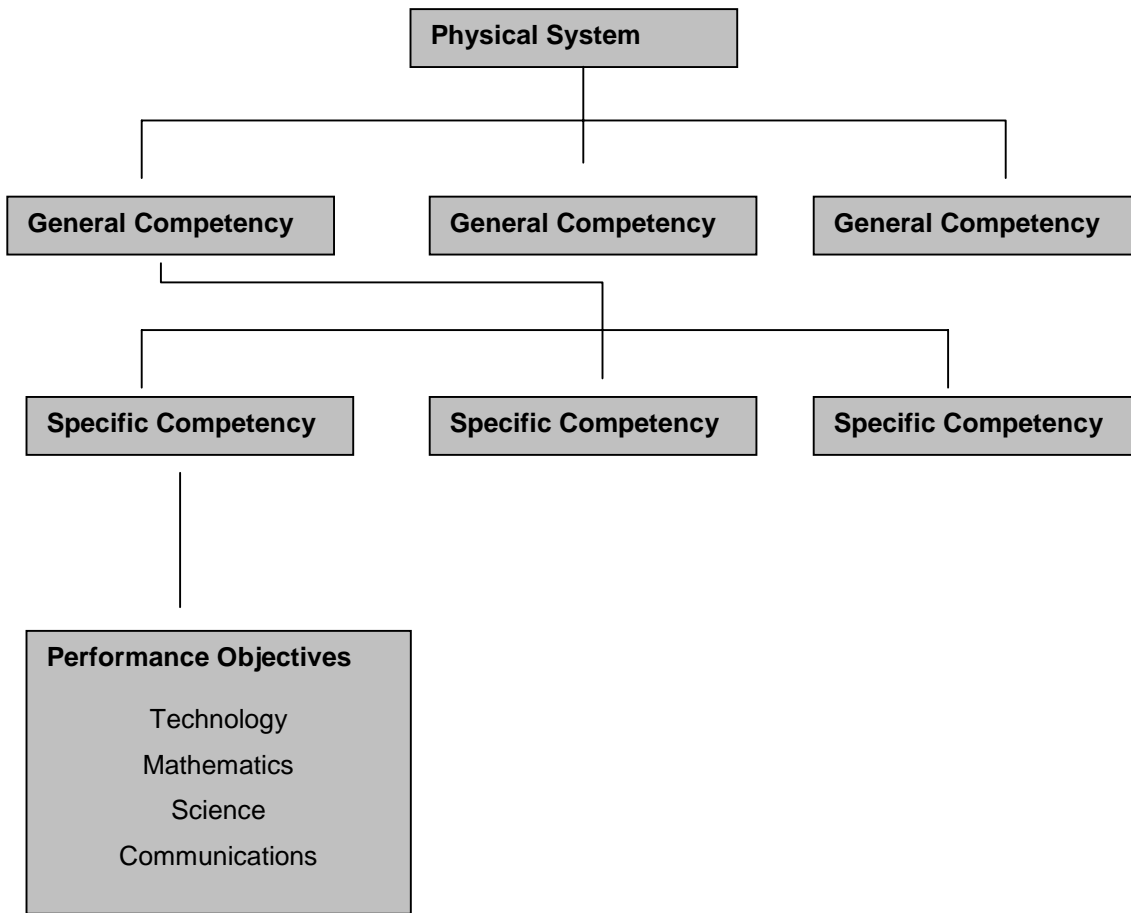 Physical System
General Competency
General Competency
General Competency
Specific Competency
Specific Competency
Specific Competency
Performance Objectives
Technology
Mathematics
Science
Communications